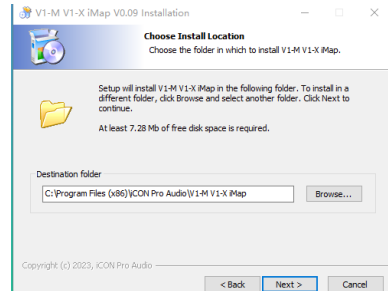 V1-M V1-X iMap V0.09 Installation
Choose Install Location
Choose the folder in which to install V1-M V1-X iMap.
Setup will install V1-M V1-X iMap in the following folder. To install in a
different folder, click Browse and select another folder. Click Next to
continue.
At least 7.28 Mb of free disk space is required.
Destination folder
C:\Program Files (x86)\iCON Pro Audio\V1-M V1-X iMap
Browse...
Copyright (c) 2023, iCON Pro Audio
< Back
Next >
Cancel